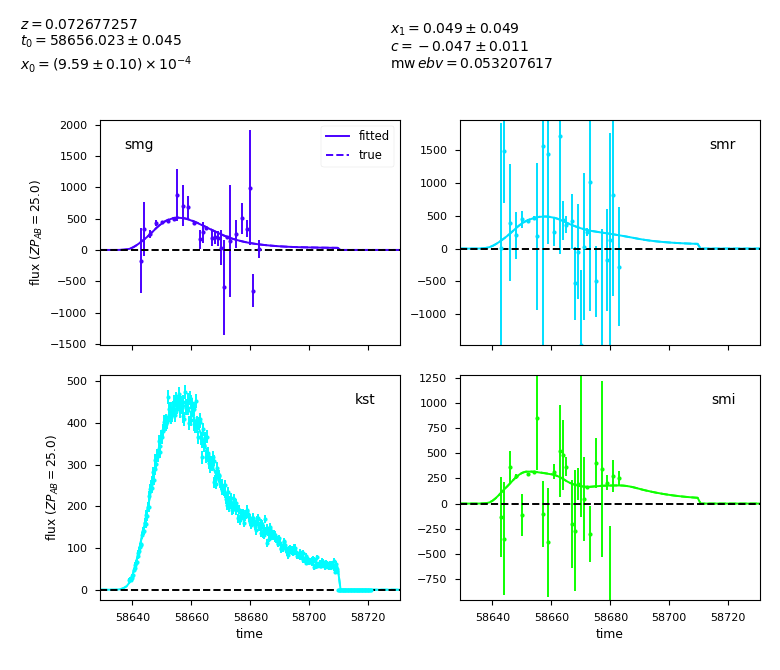 z = 0.072677257
t₀ = 58656.023 ± 0.045
x₀ = (9.59 ± 0.10) × 10⁻⁴
x₁ = 0.049 ± 0.049
c = −0.047 ± 0.011
mw ebv = 0.053207617
2000
1500
1000
500
0
−500
−1000
−1500
flux (ZP_AB = 25.0)
smg
fitted
true
1500
1000
500
0
−500
−1000
smr
500
400
300
200
100
0
flux (ZP_AB = 25.0)
kst
58640 58660 58680 58700 58720
time
1250
1000
750
500
250
0
−250
−500
−750
smi
58640 58660 58680 58700 58720
time